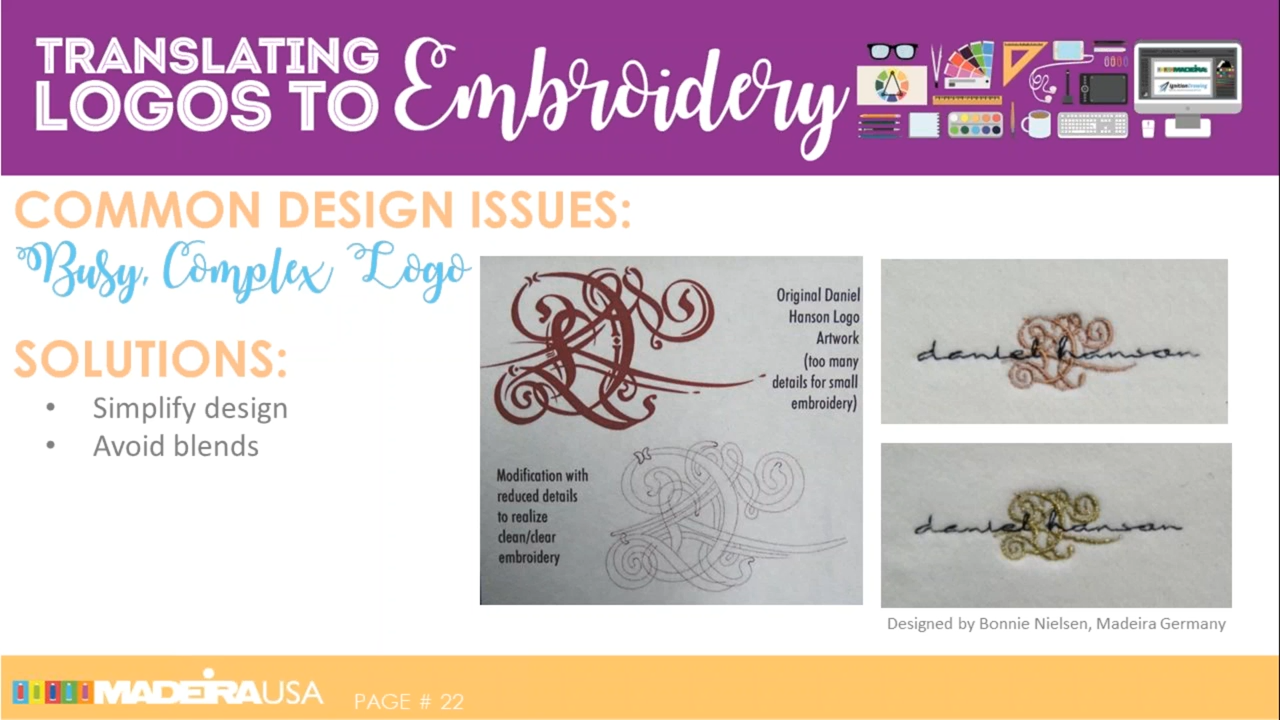 TRANSLATING
LOGOS TO Embroidery
COMMON DESIGN ISSUES:
Busy, Complex Logo
SOLUTIONS:
• Simplify design
• Avoid blends
Original Daniel
Hanson Logo
Artwork
(too many
details for small
embroidery)
Modification with
reduced details
to realize
clean/clear
embroidery
daniel hanson
daniel hanson
Designed by Bonnie Nielsen, Madeira Germany
MADEIRA USA
PAGE # 22